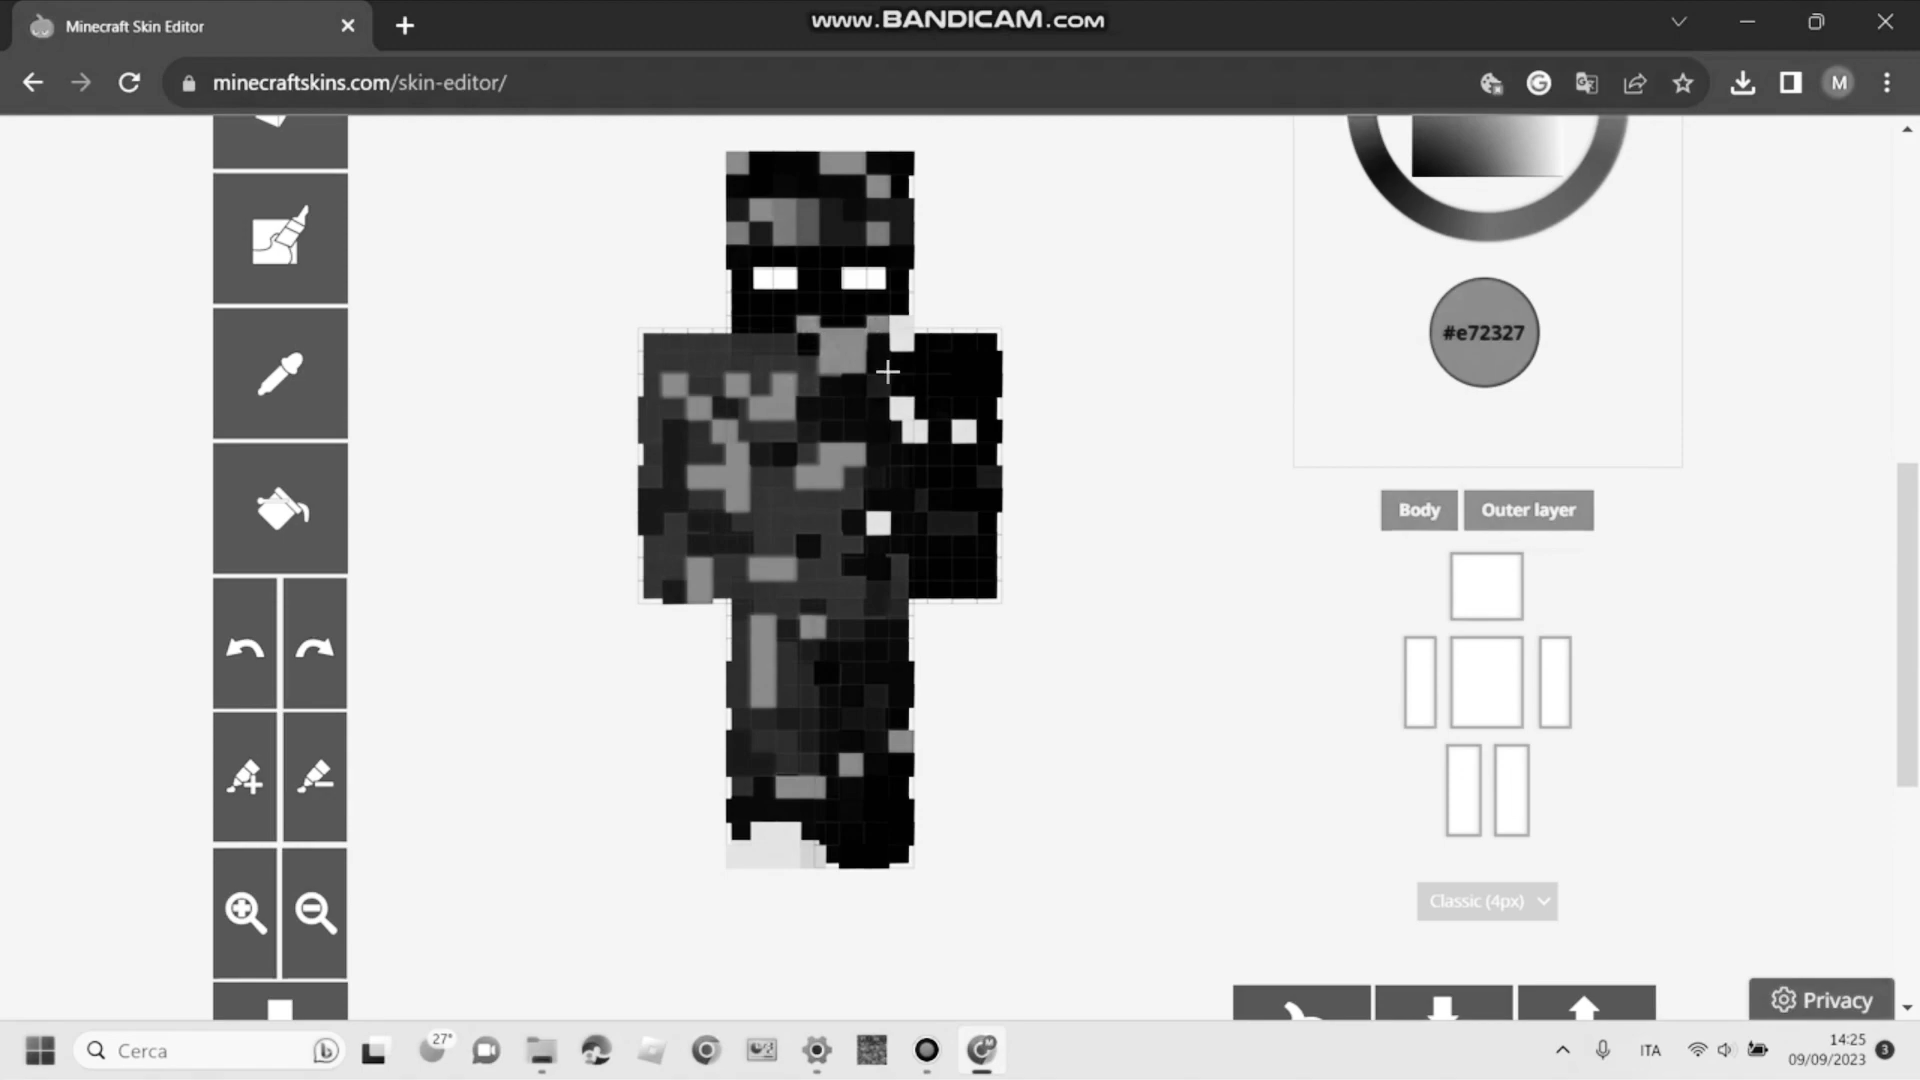 Minecraft Skin Editor
www.BANDICAM.com
minecraftskins.com/skin-editor/
M
#e72327
Body
Outer layer
Classic (4px)
Privacy
Cerca
27°
ITA
14:25
09/09/2023
3